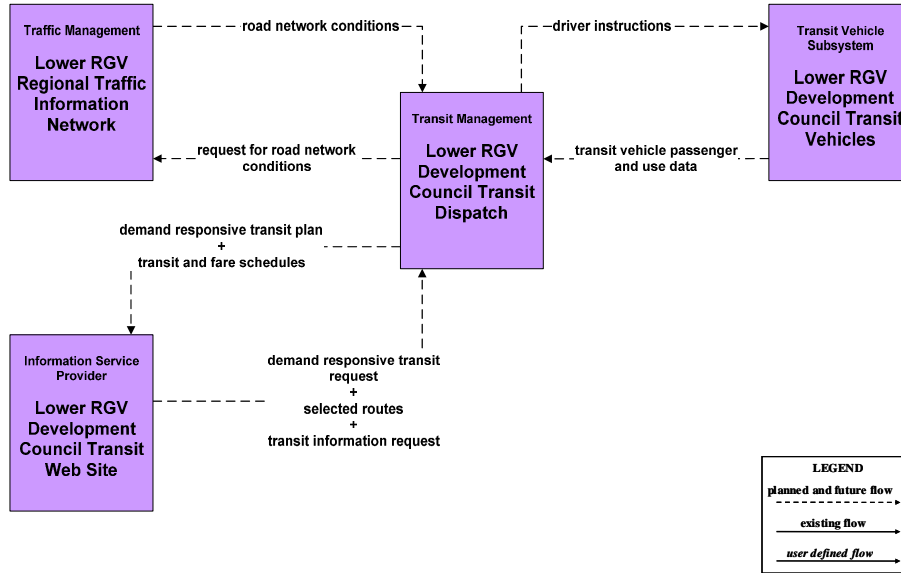 Traffic Management
Lower RGV
Regional Traffic
Information
Network
road network conditions
driver instructions
Transit Vehicle
Subsystem
Lower RGV
Development
Council Transit
Vehicles
Transit Management
Lower RGV
Development
Council Transit
Dispatch
request for road network
conditions
transit vehicle passenger
and use data
demand responsive transit plan
+
transit and fare schedules
Information Service
Provider
Lower RGV
Development
Council Transit
Web Site
demand responsive transit
request
+
selected routes
+
transit information request
LEGEND
planned and future flow
existing flow
user defined flow